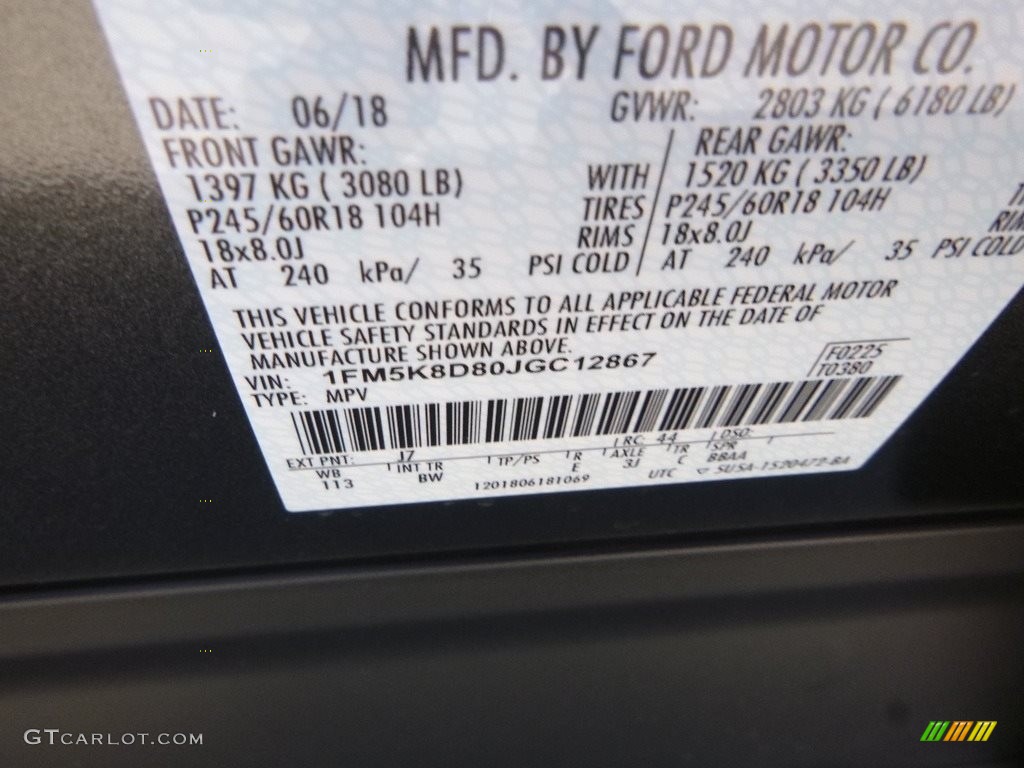 MFD. BY FORD MOTOR CO.
DATE: 06/18 GVWR: 2803 KG ( 6180 LB)
FRONT GAWR: REAR GAWR:
1397 KG ( 3080 LB) WITH 1520 KG ( 3350 LB)
P245/60R18 104H TIRES P245/60R18 104H
18x8.0J RIMS 18x8.0J RIM
AT 240 kPa/ 35 PSI COLD AT 240 kPa/ 35 PSI COLD
THIS VEHICLE CONFORMS TO ALL APPLICABLE FEDERAL MOTOR
VEHICLE SAFETY STANDARDS IN EFFECT ON THE DATE OF
MANUFACTURE SHOWN ABOVE.
VIN: 1FM5K8D80JGC12867 F0225
TYPE: MPV T0380
EXT PNT: J7 RC: 44 DSO:
WB INT TR TP/PS R AXLE TR SPR
113 BW E 3J C BBAA
1201806181069 UTC
GTCARLOT.COM